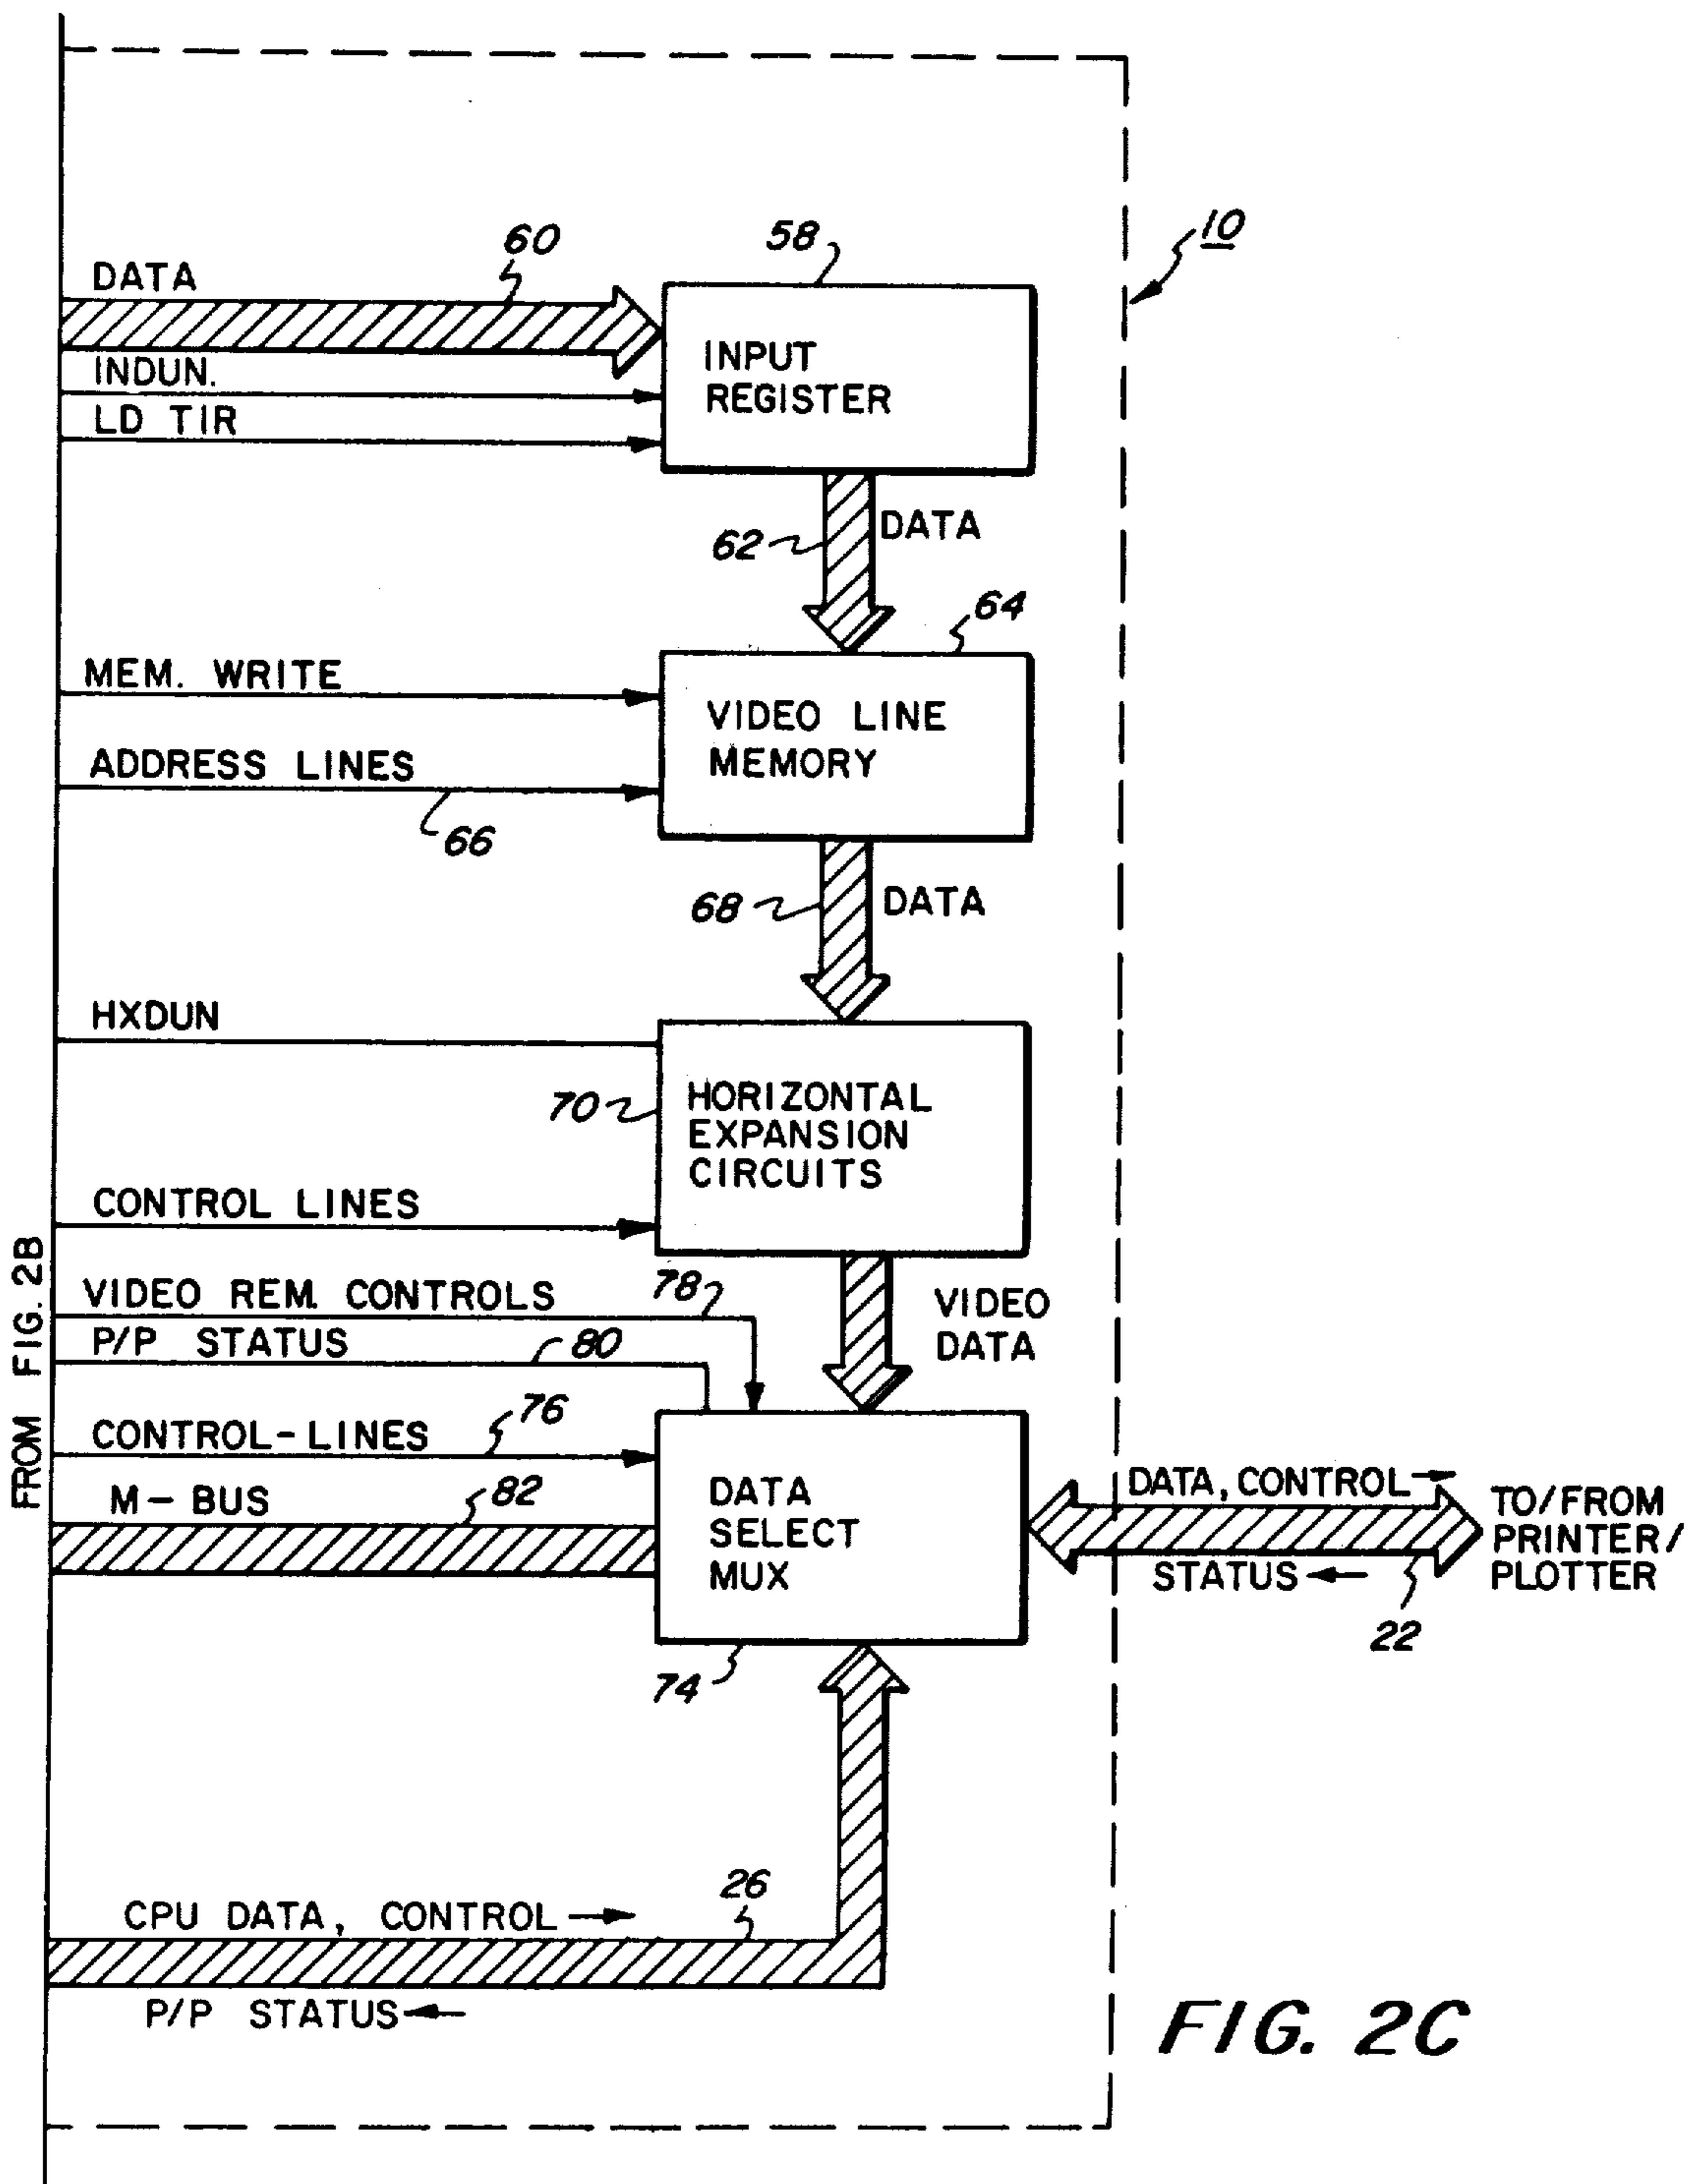 60
58
10
DATA
INPUT
REGISTER
INDUN.
LD TIR
62
DATA
64
MEM. WRITE
VIDEO LINE
MEMORY
ADDRESS LINES
66
68
DATA
HXDUN
70
HORIZONTAL
EXPANSION
CIRCUITS
CONTROL LINES
FROM FIG. 2B
VIDEO REM. CONTROLS
78
VIDEO
DATA
P/P STATUS
80
CONTROL-LINES
76
M-BUS
82
DATA
SELECT
MUX
74
DATA, CONTROL
STATUS
22
TO/FROM
PRINTER/
PLOTTER
CPU DATA, CONTROL
26
P/P STATUS
FIG. 2C